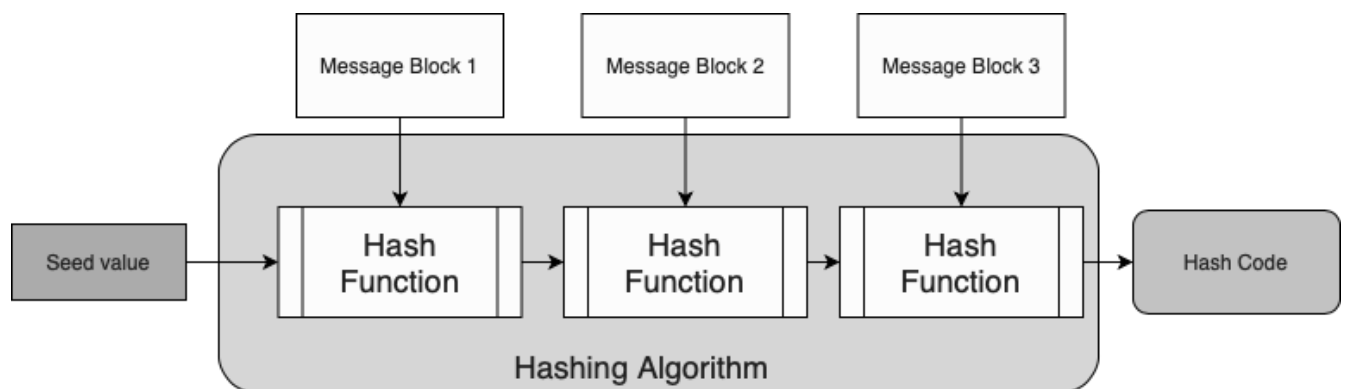 Message Block 1
Message Block 2
Message Block 3
Seed value
Hash
Function
Hash
Function
Hash
Function
Hash Code
Hashing Algorithm